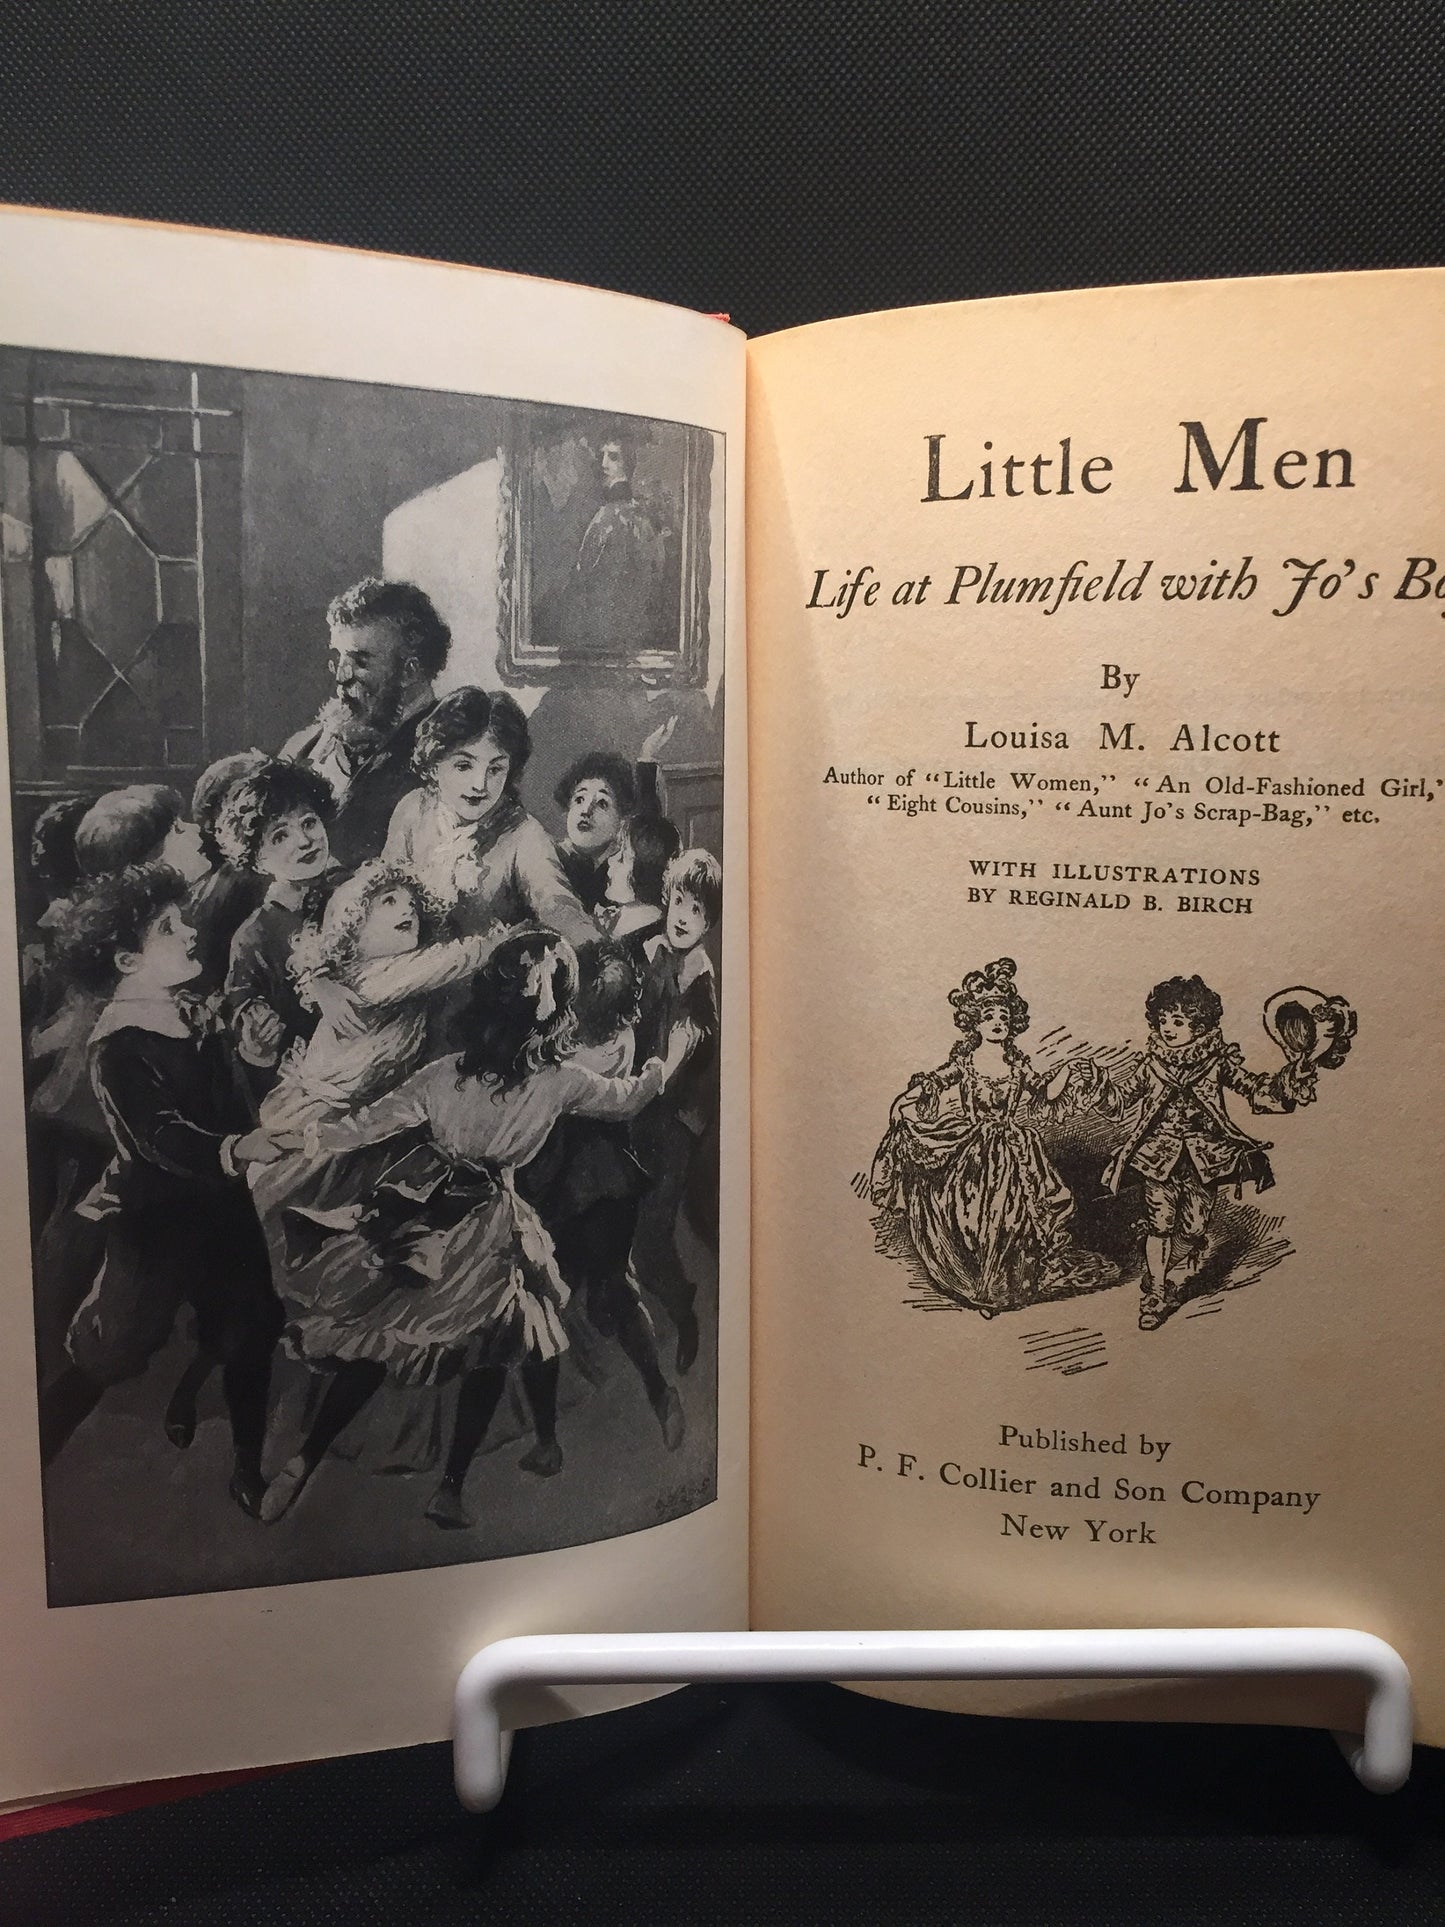 Little Men
Life at Plumfield with Jo's
By
Louisa M. Alcott
Author of "Little Women," "An Old-Fashioned Girl,"
"Eight Cousins," "Aunt Jo's Scrap-Bag," etc.
WITH ILLUSTRATIONS
BY REGINALD B. BIRCH
Published by
P. F. Collier and Son Company
New York